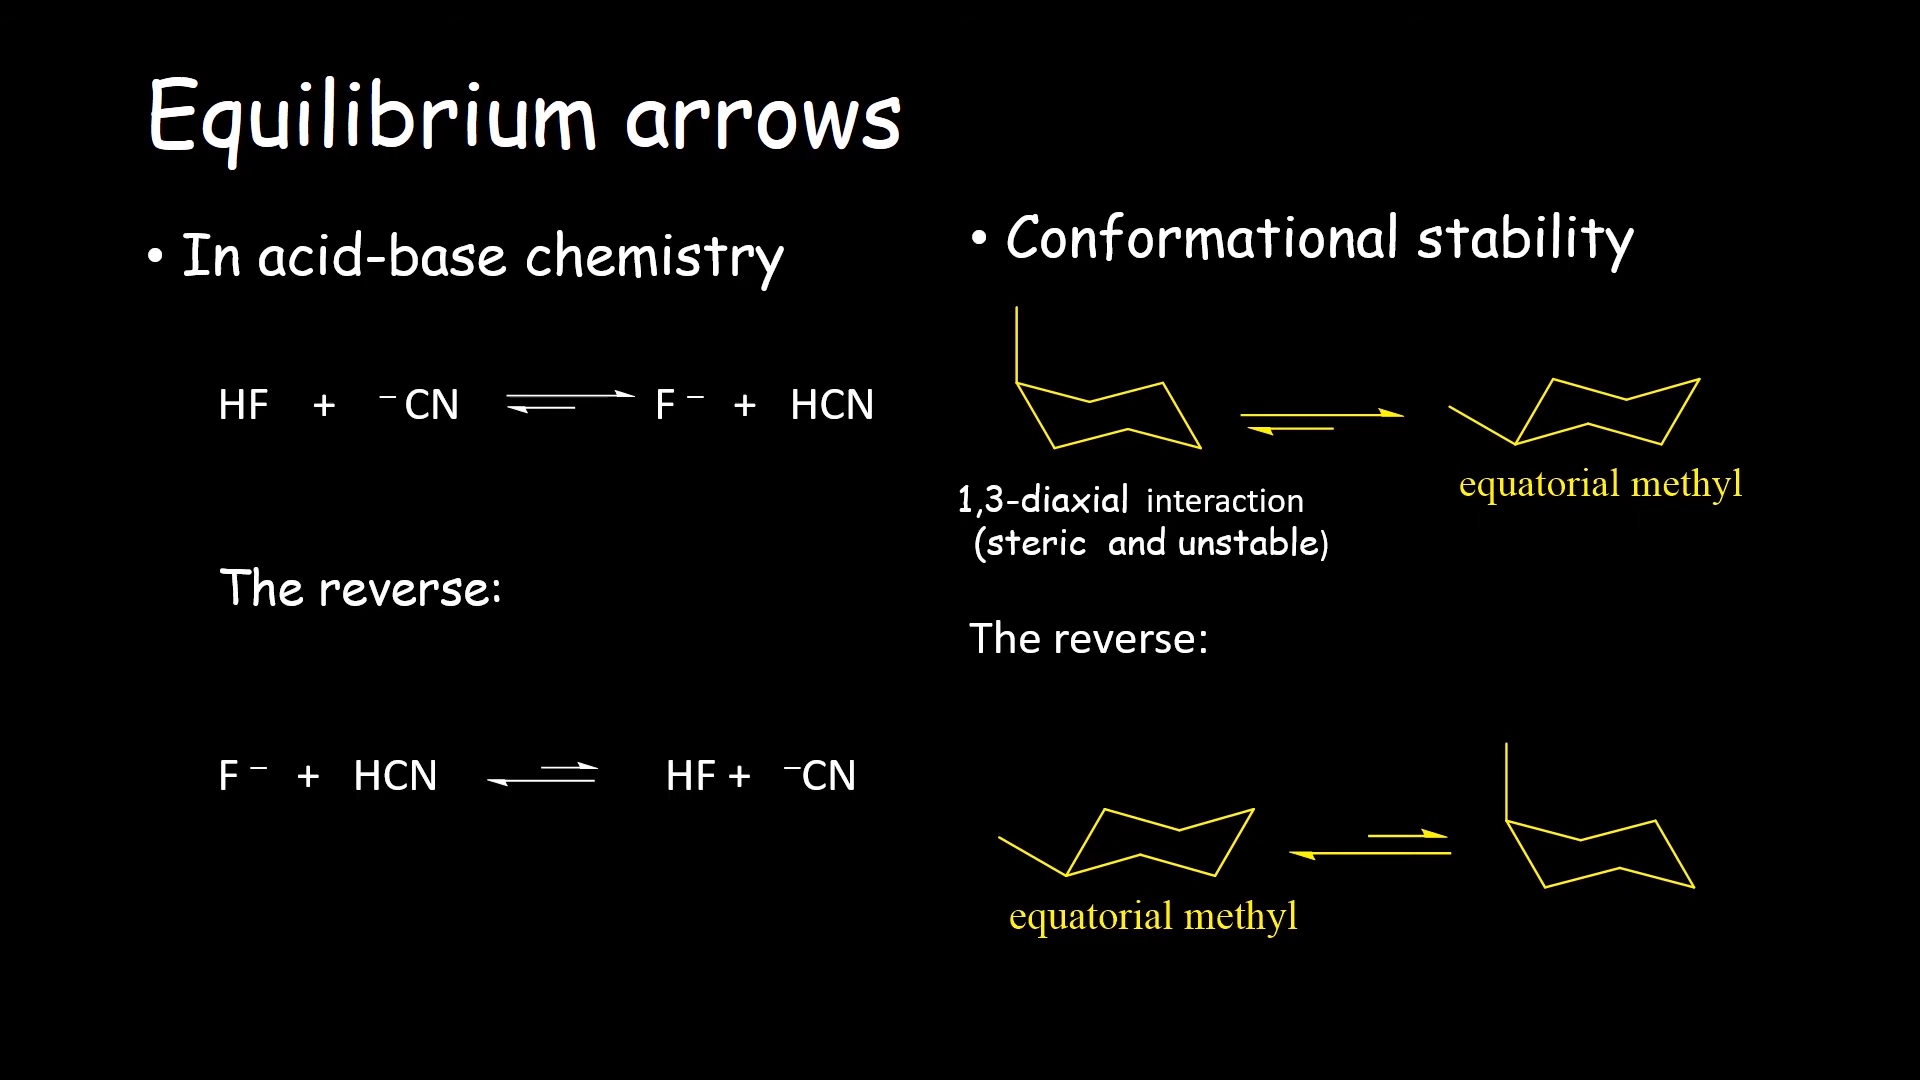 Equilibrium arrows
• In acid-base chemistry
HF + ⁻CN ⇌ F⁻ + HCN
The reverse:
F⁻ + HCN ⇌ HF + ⁻CN
• Conformational stability
equatorial methyl
1,3-diaxial interaction
(steric and unstable)
The reverse:
equatorial methyl